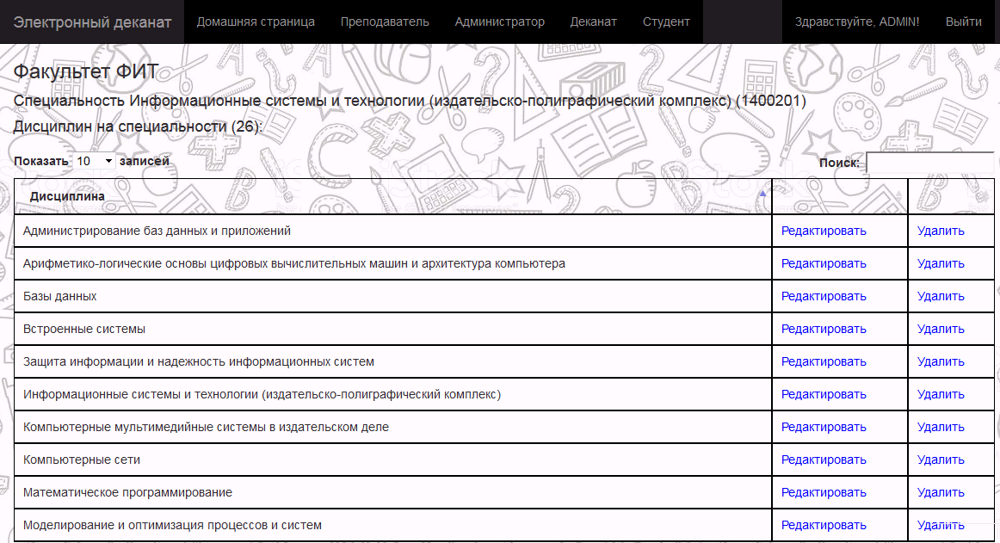 Электронный деканат Домашняя страница Преподаватель Администратор Деканат Студент Здравствуйте, ADMIN! Выйти
Факультет ФИТ
Специальность Информационные системы и технологии (издательско-полиграфический комплекс) (1400201)
Дисциплин на специальности (26):
Показать 10 записей Поиск:
Дисциплина
Администрирование баз данных и приложений Редактировать Удалить
Арифметико-логические основы цифровых вычислительных машин и архитектура компьютера Редактировать Удалить
Базы данных Редактировать Удалить
Встроенные системы Редактировать Удалить
Защита информации и надежность информационных систем Редактировать Удалить
Информационные системы и технологии (издательско-полиграфический комплекс) Редактировать Удалить
Компьютерные мультимедийные системы в издательском деле Редактировать Удалить
Компьютерные сети Редактировать Удалить
Математическое программирование Редактировать Удалить
Моделирование и оптимизация процессов и систем Редактировать Удалить